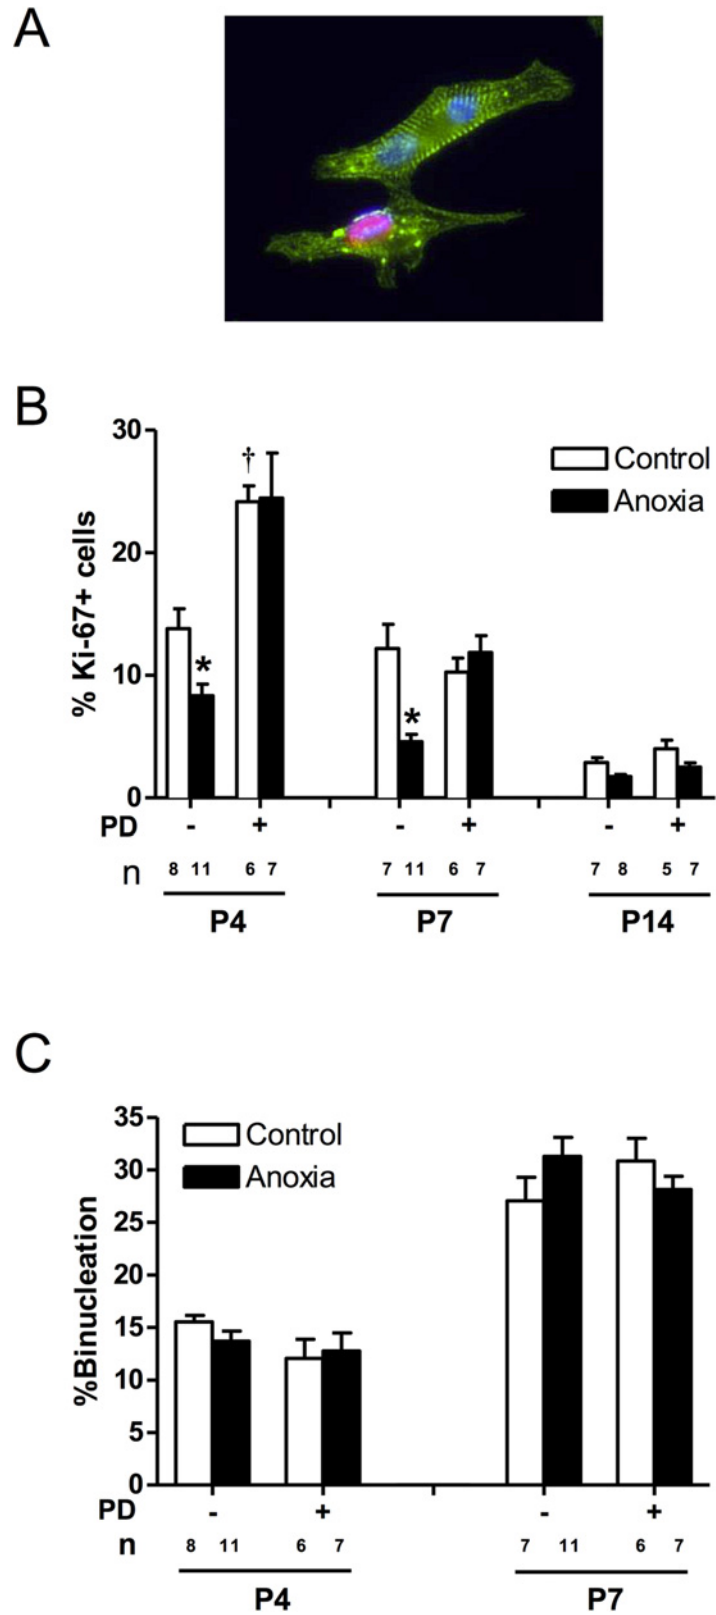 A
B
30
20
10
0
% Ki-67+ cells
Control
Anoxia
†
*
*
PD - + - + - +
n 8 11 6 7 7 11 6 7 7 8 5 7
P4 P7 P14
C
35
30
25
20
15
10
5
0
%Binucleation
Control
Anoxia
PD - + - +
n 8 11 6 7 7 11 6 7
P4 P7